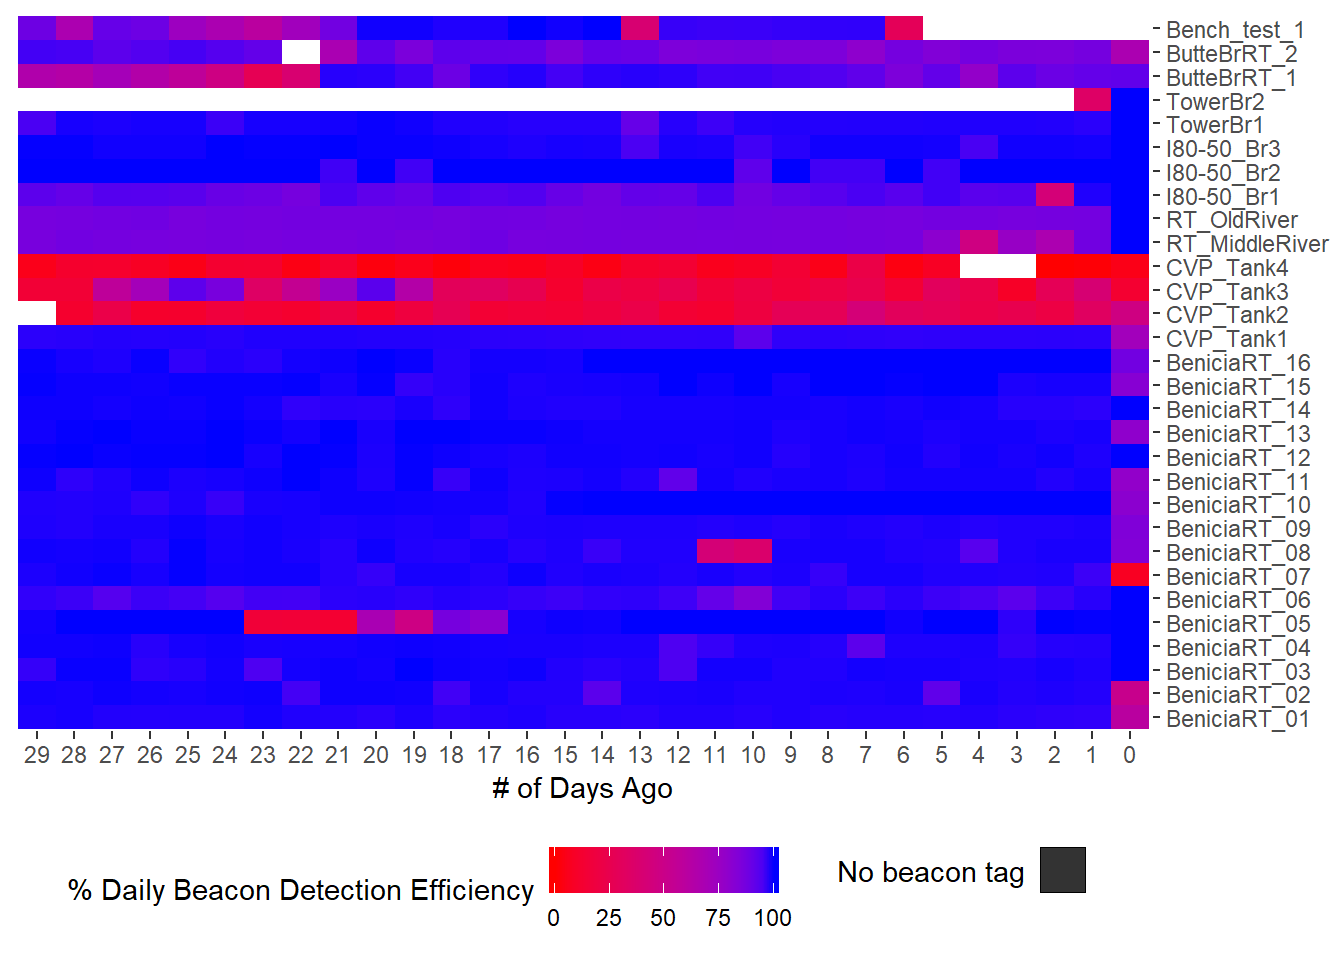 Bench_test_1
ButteBrRT_2
ButteBrRT_1
TowerBr2
TowerBr1
I80-50_Br3
I80-50_Br2
I80-50_Br1
RT_OldRiver
RT_MiddleRiver
CVP_Tank4
CVP_Tank3
CVP_Tank2
CVP_Tank1
BeniciaRT_16
BeniciaRT_15
BeniciaRT_14
BeniciaRT_13
BeniciaRT_12
BeniciaRT_11
BeniciaRT_10
BeniciaRT_09
BeniciaRT_08
BeniciaRT_07
BeniciaRT_06
BeniciaRT_05
BeniciaRT_04
BeniciaRT_03
BeniciaRT_02
BeniciaRT_01
29 28 27 26 25 24 23 22 21 20 19 18 17 16 15 14 13 12 11 10 9 8 7 6 5 4 3 2 1 0
# of Days Ago
% Daily Beacon Detection Efficiency
0 25 50 75 100
No beacon tag